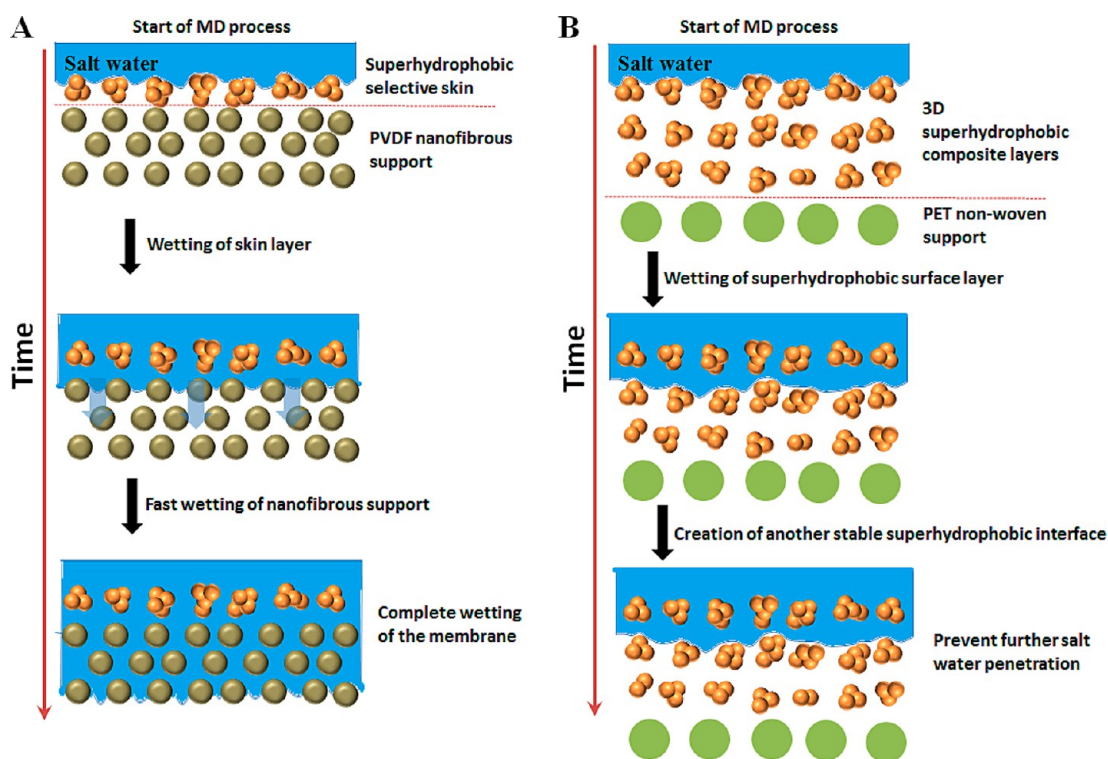 A
Start of MD process
Salt water
Superhydrophobic
selective skin
PVDF nanofibrous
support
Wetting of skin layer
Time
Fast wetting of nanofibrous support
Complete wetting
of the membrane
B
Start of MD process
Salt water
3D
superhydrophobic
composite layers
PET non-woven
support
Wetting of superhydrophobic surface layer
Time
Creation of another stable superhydrophobic interface
Prevent further salt
water penetration